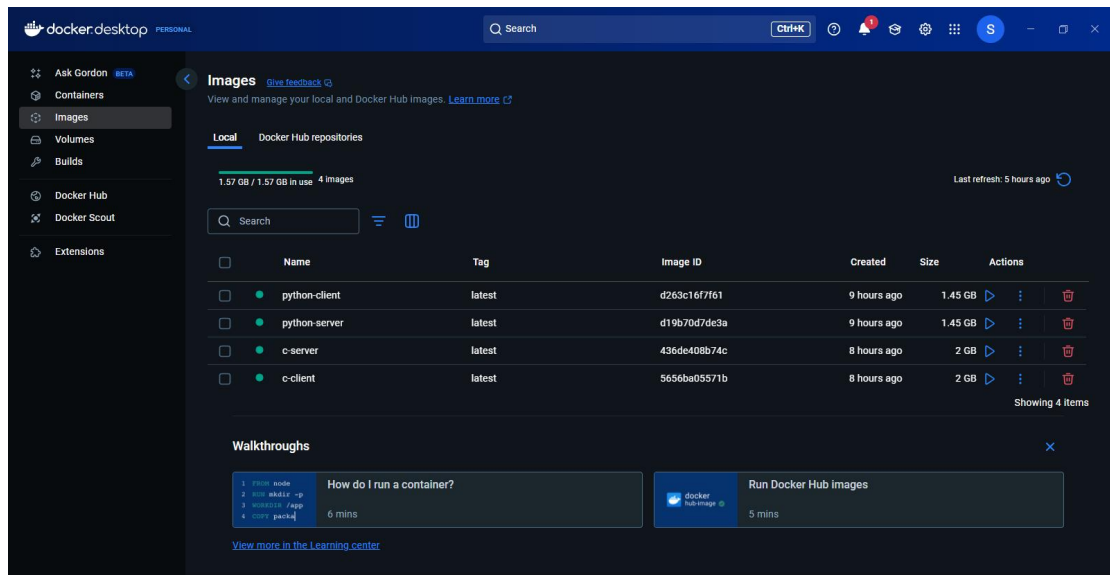 docker.desktop PERSONAL
Search
Ctrl+K
1
S
Ask Gordon BETA
Containers
Images
Volumes
Builds
Docker Hub
Docker Scout
Extensions
Images Give feedback
View and manage your local and Docker Hub images. Learn more
Local Docker Hub repositories
1.57 GB / 1.57 GB in use 4 images
Last refresh: 5 hours ago
Search
Name Tag Image ID Created Size Actions
python-client latest d263c16f7f61 9 hours ago 1.45 GB
python-server latest d19b70d7de3a 9 hours ago 1.45 GB
c-server latest 436de408b74c 8 hours ago 2 GB
c-client latest 5656ba05571b 8 hours ago 2 GB
Showing 4 items
Walkthroughs
1 FROM node
2 RUN mkdir -p
3 WORKDIR /app
4 COPY packa
How do I run a container?
6 mins
docker
hub-image
Run Docker Hub images
5 mins
View more in the Learning center